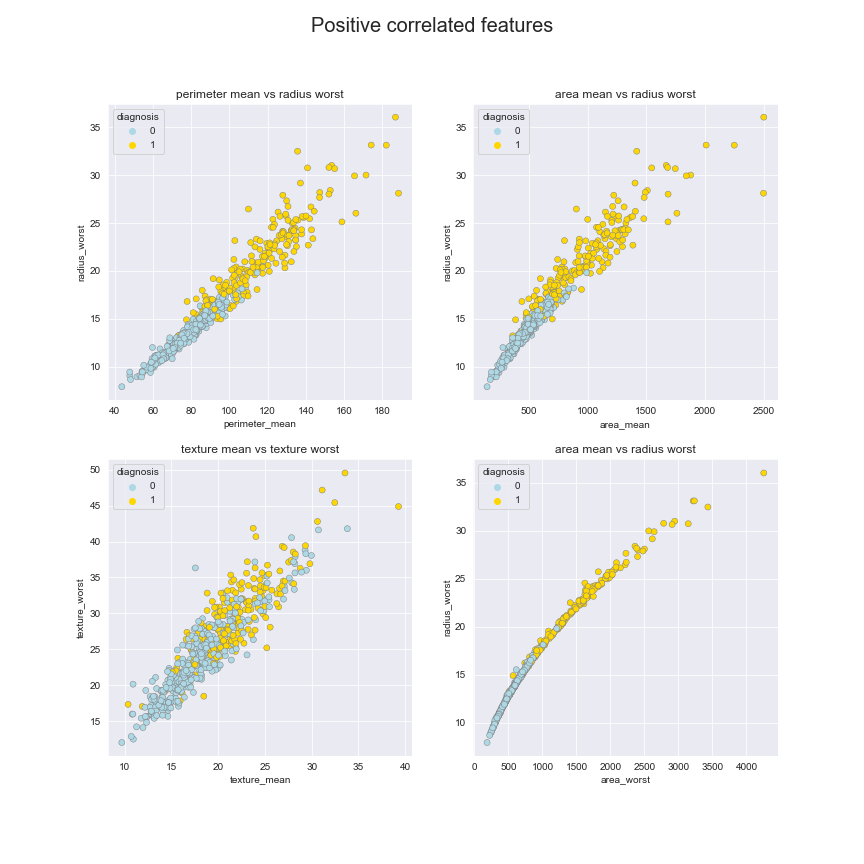 Positive correlated features
perimeter mean vs radius worst
diagnosis
0
1
35
30
25
20
15
10
radius_worst
40 60 80 100 120 140 160 180
perimeter_mean
area mean vs radius worst
diagnosis
0
1
35
30
25
20
15
10
radius_worst
500 1000 1500 2000 2500
area_mean
texture mean vs texture worst
diagnosis
0
1
50
45
40
35
30
25
20
15
texture_worst
10 15 20 25 30 35 40
texture_mean
area mean vs radius worst
diagnosis
0
1
35
30
25
20
15
10
radius_worst
0 500 1000 1500 2000 2500 3000 3500 4000
area_worst